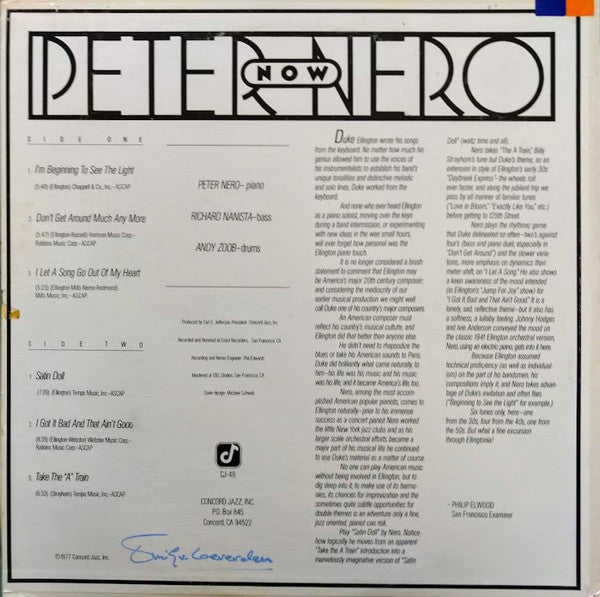 PETER NERO
NOW
SIDE ONE
1. I'm Beginning To See The Light
(5:48) (Ellington) Chappell & Co., Inc.-ASCAP
2. Don't Get Around Much Any More
(5:47) (Ellington-Russell) Harrison Music Corp.-
Robbins Music Corp.-ASCAP
3. I Let A Song Go Out Of My Heart
(5:23) (Ellington-Mills-Nemo-Redmond)
Mills Music, Inc.-ASCAP
SIDE TWO
1. Satin Doll
(7:09) (Ellington) Tempo Music, Inc.-ASCAP
2. I Got It Bad And That Ain't Good
(8:39) (Ellington-Webster) Webster Music Corp.-
Robbins Music Corp.-ASCAP
3. Take The "A" Train
(6:33) (Strayhorn) Tempo Music, Inc.-ASCAP
Ⓟ1977 Concord Jazz, Inc.
PETER NERO-piano
RICHARD NANISTA-bass
ANDY ZOOB-drums
Produced by Carl E. Jefferson, President, Concord Jazz, Inc.
Recorded and Remixed at Coast Recorders, San Francisco, CA
Recording and Remix Engineer: Phil Edwards
Mastered at CBS Studios, San Francisco, CA
Cover design: Michael Schwab
CJ-48
CONCORD JAZZ, INC.
P.O. Box 845
Concord, CA 94522
Duke Ellington wrote his songs
from the keyboard. No matter how much his
genius allowed him to use the voices of
his instrumentalists to establish his band's
unique tonalities and distinctive melodic
and solo lines, Duke worked from the
keyboard.
And none who ever heard Ellington
as a piano soloist, moving over the keys
during a band intermission, or experimenting
with new ideas in the wee small hours,
will ever forget how personal was the
Ellington piano touch.
It is no longer considered a brash
statement to comment that Ellington may
be America's major 20th century composer;
and considering the mediocrity of our
earlier musical production we might well
call Duke one of his country's major composers.
An American composer must
reflect his country's musical culture, and
Ellington did that better than anyone else.
He didn't need to rhapsodize the
blues or take his American sounds to Paris.
Duke did brilliantly what came naturally to
him-his life was his music and his music
was his life; and it became America's life, too.
Nero, among the most accom-
plished American popular pianists, comes to
Ellington naturally-prior to his immense
success as a concert pianist Nero worked
the little New York jazz clubs and as his
larger scale orchestral efforts became a
major part of his musical life he continued
to use Duke's material as a matter of course.
No one can play American music
without being involved in Ellington; but to
dig deep into it, to make use of its harmo-
nies, its chances for improvization and the
sometimes quite subtle opportunities for
double-themes is an adventure only a fine,
jazz oriented, pianist can risk.
Play "Satin Doll" by Nero. Notice
how logically he moves from an apparent
"Take the A Train" introduction into a
marvelously imaginative version of "Satin
Doll" (waltz time and all).
Nero takes "The A Train," Billy
Strayhorn's tune but Duke's theme, as an
extension in style of Ellington's early 30s
"Daybreak Express"-the wheels roll
ever faster, and along the jubilant trip we
pass by all manner of familiar tunes
("Love in Bloom," "Exactly Like You," etc.)
before getting to 125th Street.
Nero plays the rhythmic game
that Duke delineated so often-two's against
four's (bass and piano duet, especially in
"Don't Get Around") and the slower varia-
tions, more emphasis on dynamics than
meter shift, on "I Let A Song." He also shows
a keen awareness of the mood intended
(in Ellington's "Jump For Joy" show) for
"I Got It Bad and That Ain't Good." It is a
lonely, sad, reflective theme-but it also has
a softness, a lullaby feeling. Johnny Hodges
and Ivie Anderson conveyed the mood on
the classic 1941 Ellington orchestral version,
Nero, using an electric piano, gets into it here.
Because Ellington assumed
technical proficiency (as well as individual-
ism) on the part of his bandsmen, his
compositions imply it, and Nero takes advan-
tage of Duke's invitation and often flies
("Beginning to See the Light" for example.)
Six tunes only, here-one
from the 30s, four from the 40s, one from
the 50s. But what a fine excursion
through Ellingtonia!
-PHILIP ELWOOD
San Francisco Examiner